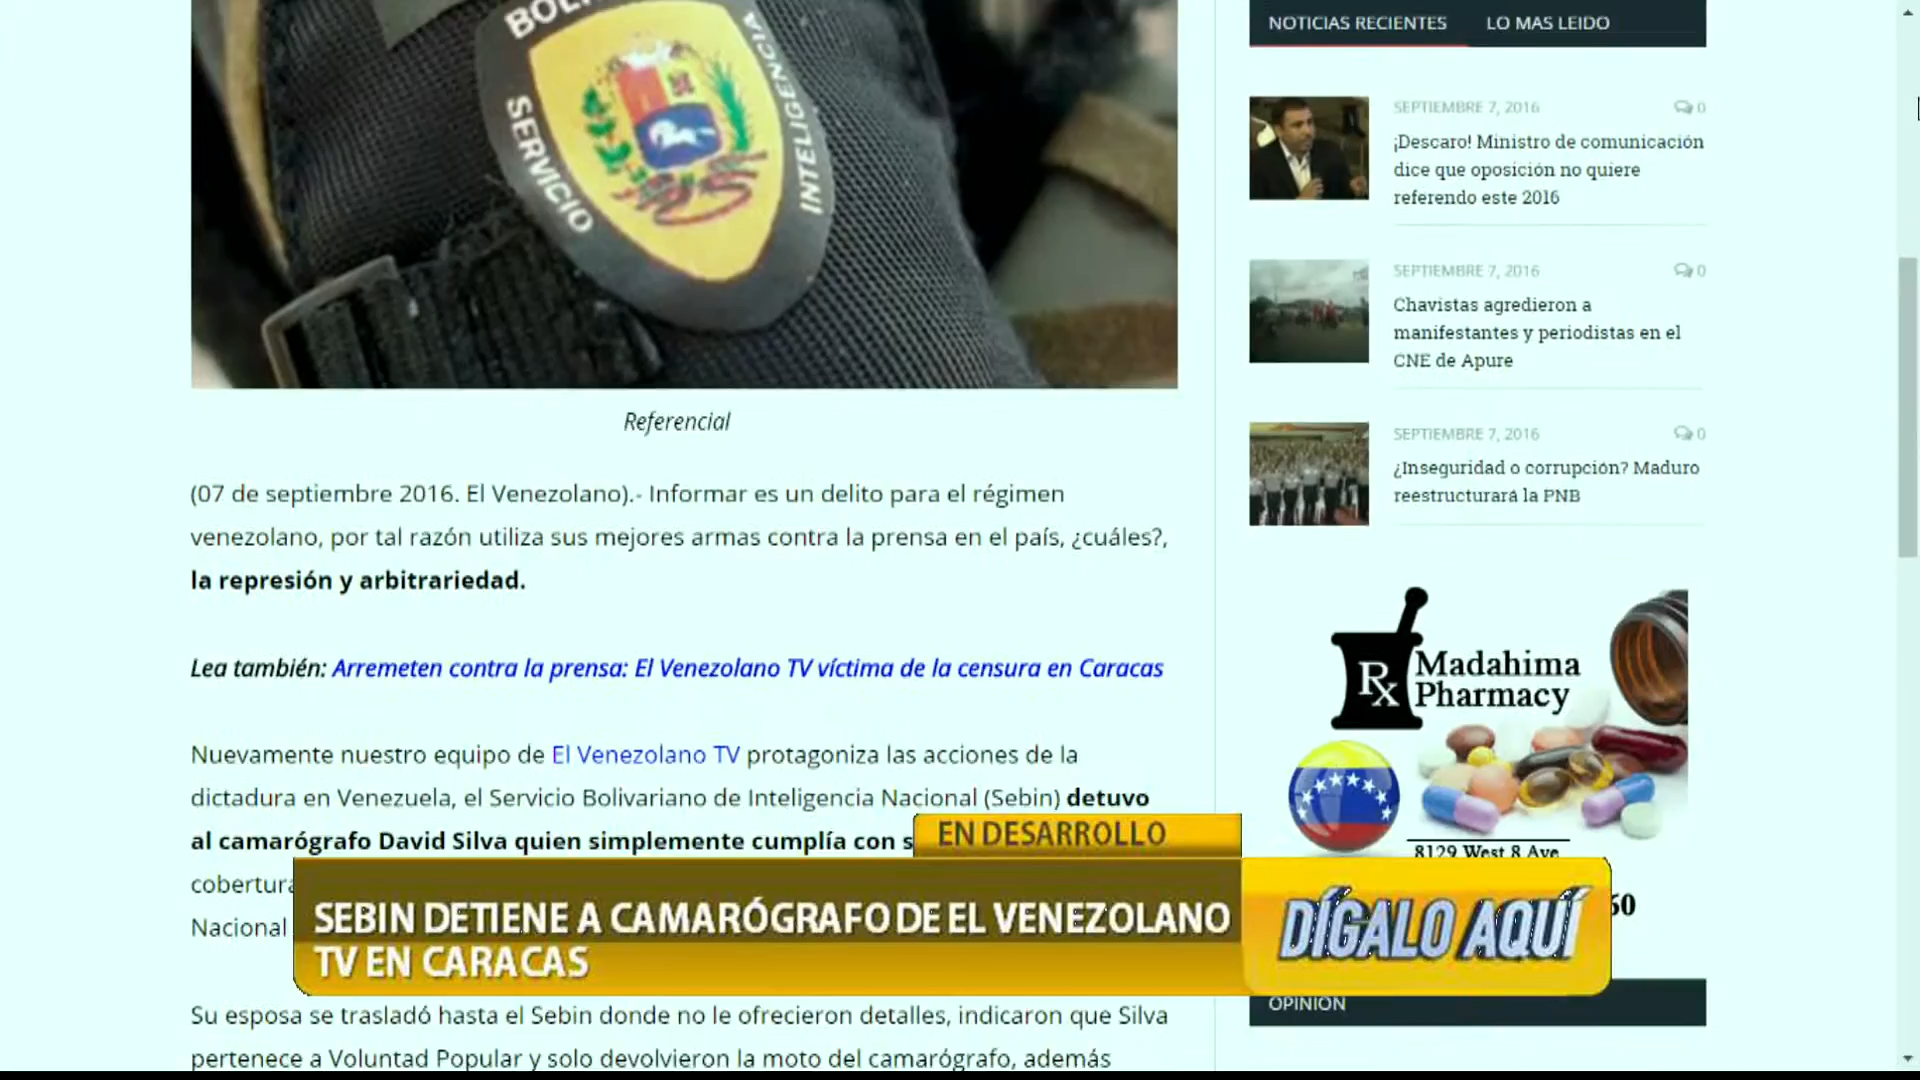 BOLI
SERVICIO
INTELIGENCIA
Referencial
(07 de septiembre 2016. El Venezolano).- Informar es un delito para el régimen
venezolano, por tal razón utiliza sus mejores armas contra la prensa en el país, ¿cuáles?,
la represión y arbitrariedad.
Lea también: Arremeten contra la prensa: El Venezolano TV víctima de la censura en Caracas
Nuevamente nuestro equipo de El Venezolano TV protagoniza las acciones de la
dictadura en Venezuela, el Servicio Bolivariano de Inteligencia Nacional (Sebin) detuvo
al camarógrafo David Silva quien simplemente cumplía con s
cobertura
Nacional
Su esposa se trasladó hasta el Sebin donde no le ofrecieron detalles, indicaron que Silva
pertenece a Voluntad Popular y solo devolvieron la moto del camarógrafo, además
NOTICIAS RECIENTES LO MAS LEIDO
SEPTIEMBRE 7, 2016 0
¡Descaro! Ministro de comunicación
dice que oposición no quiere
referendo este 2016
SEPTIEMBRE 7, 2016 0
Chavistas agredieron a
manifestantes y periodistas en el
CNE de Apure
SEPTIEMBRE 7, 2016 0
¿Inseguridad o corrupción? Maduro
reestructurará la PNB
Rx Madahima
Pharmacy
8129 West 8 Ave
60
OPINION
EN DESARROLLO
SEBIN DETIENE A CAMARÓGRAFO DE EL VENEZOLANO
TV EN CARACAS
DÍGALO AQUÍ